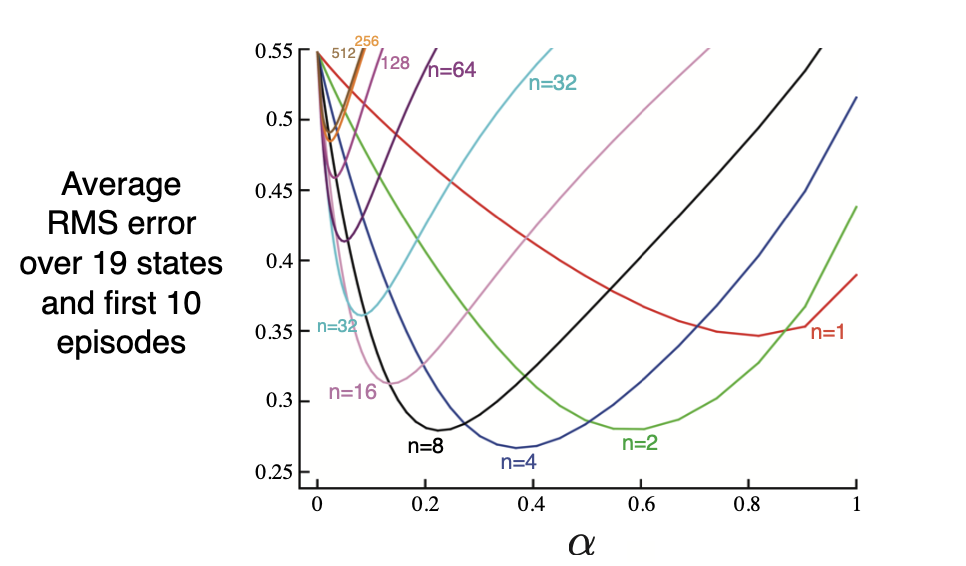 Average
RMS error
over 19 states
and first 10
episodes
0.55
0.5
0.45
0.4
0.35
0.3
0.25
512
256
128
n=64
n=32
n=32
n=16
n=8
n=4
n=2
n=1
0
0.2
0.4
0.6
0.8
1
α